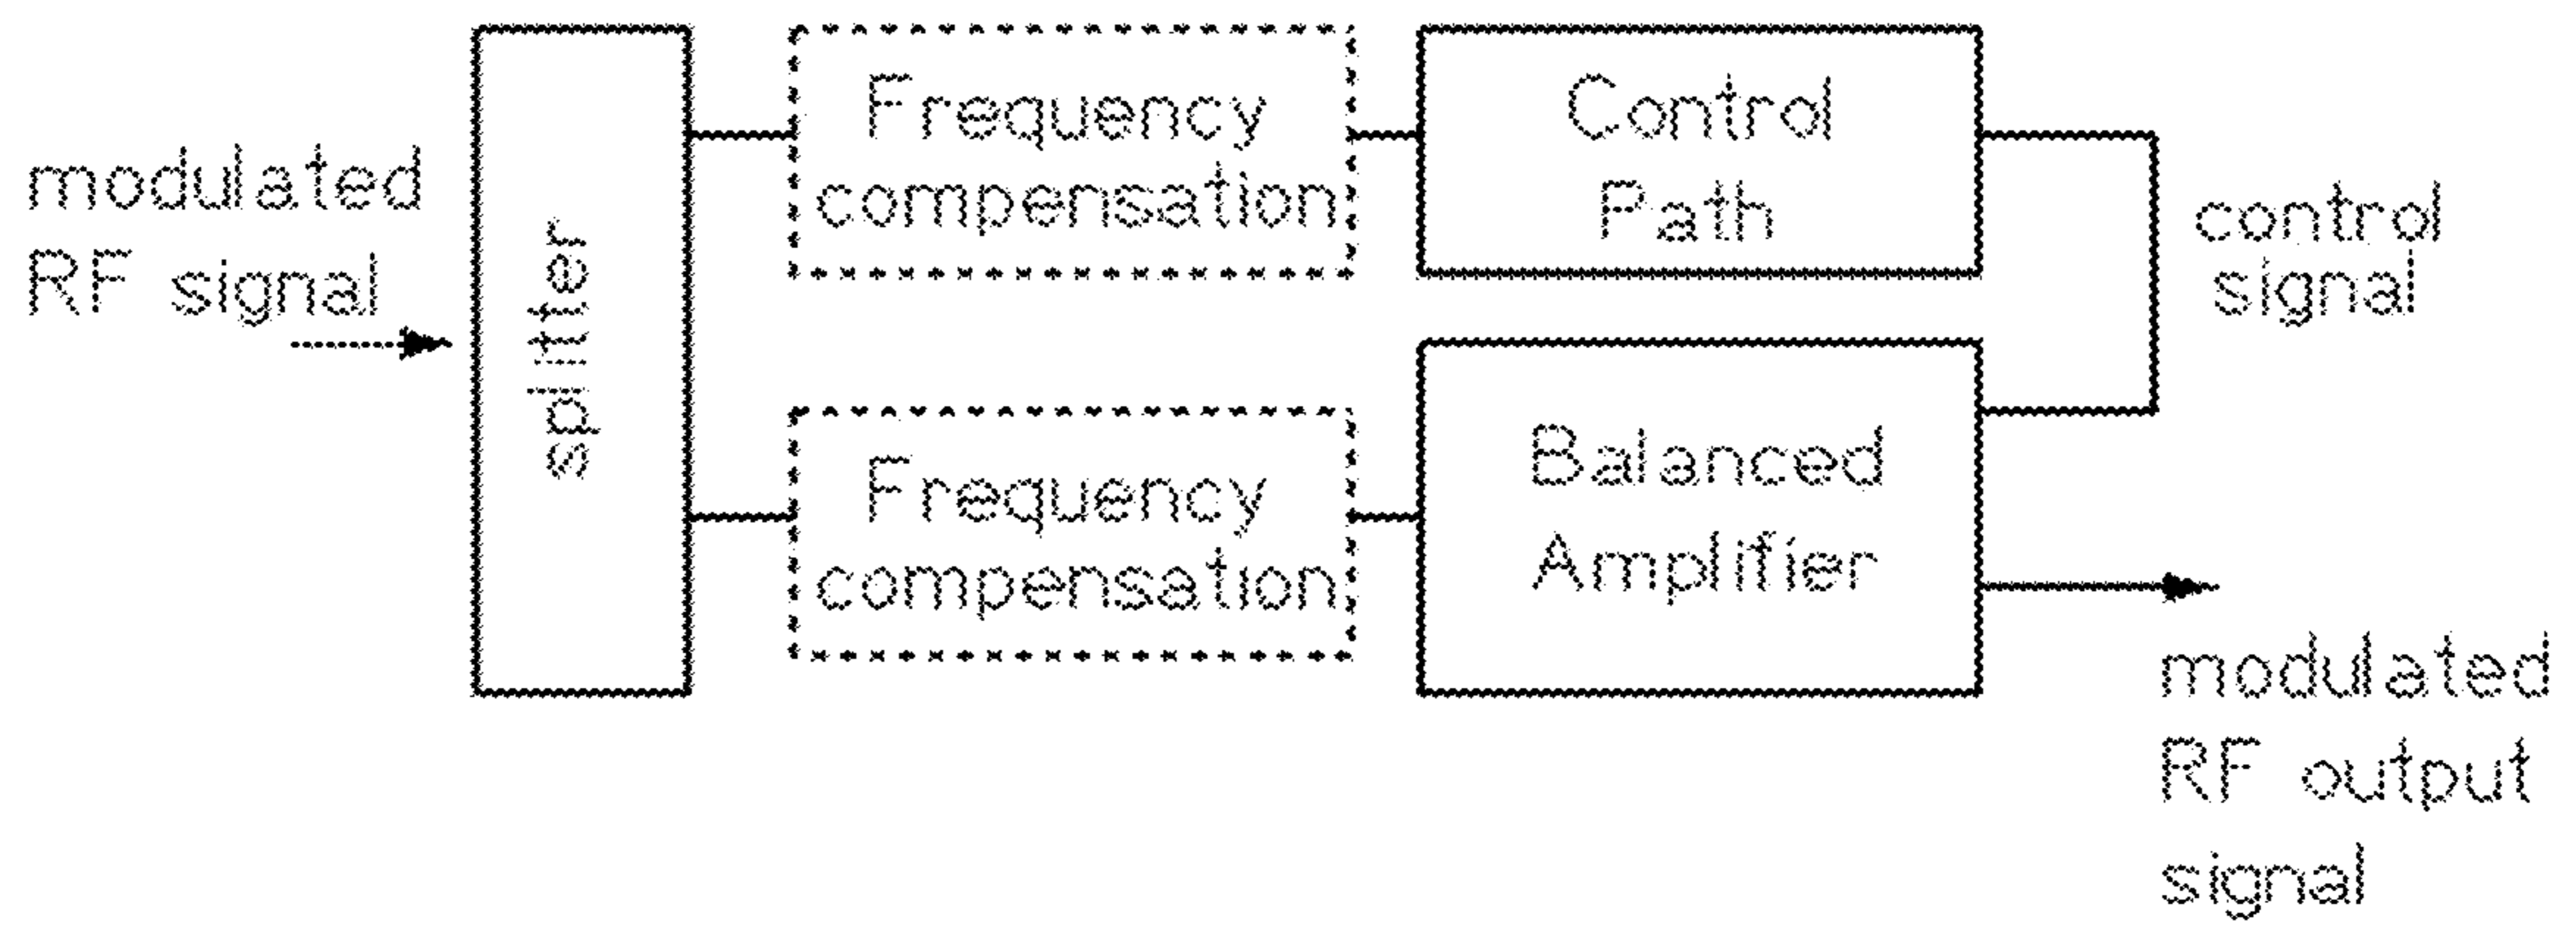 modulated
RF signal
splitter
Frequency
compensation
Control
Path
control
signal
Frequency
compensation
Balanced
Amplifier
modulated
RF output
signal